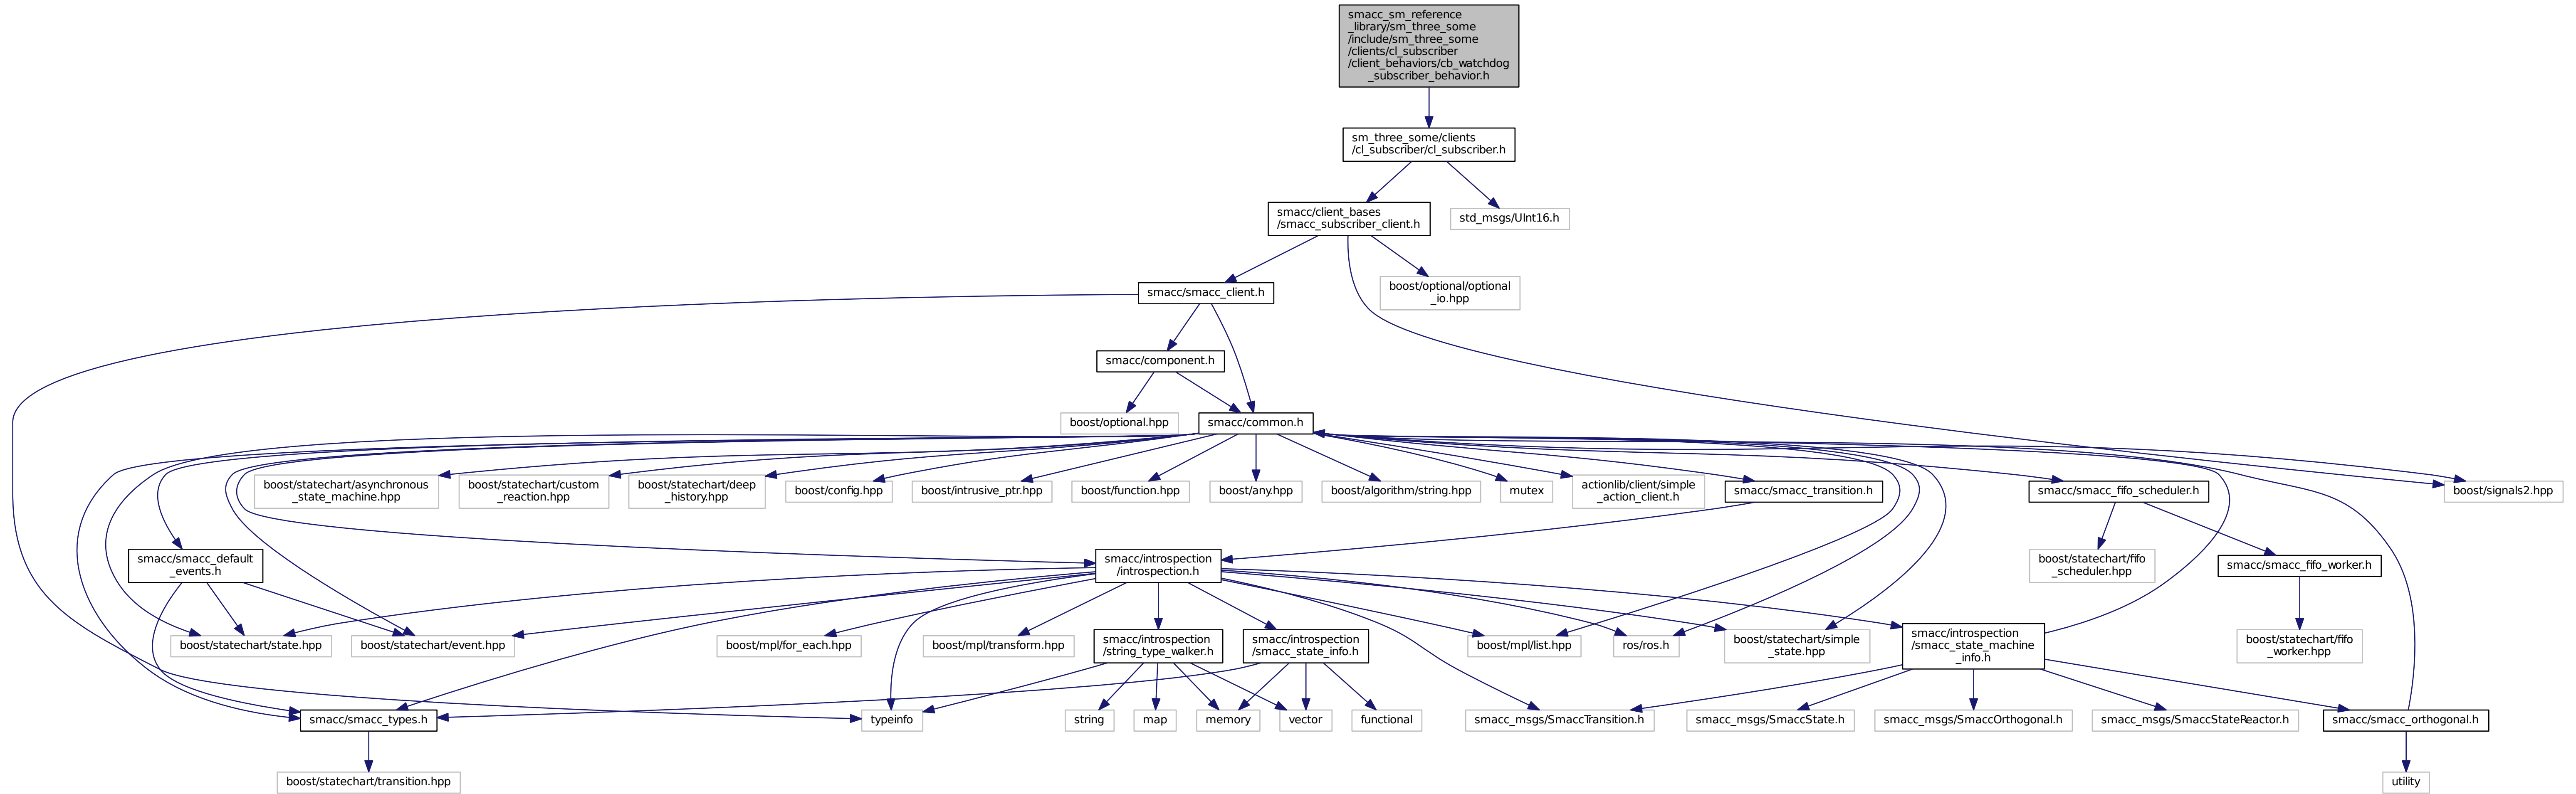 smacc_sm_reference
_library/sm_three_some
/include/sm_three_some
/clients/cl_subscriber
/client_behaviors/cb_watchdog
_subscriber_behavior.h
sm_three_some/clients
/cl_subscriber/cl_subscriber.h
smacc/client_bases
/smacc_subscriber_client.h
std_msgs/UInt16.h
smacc/smacc_client.h
boost/optional/optional
_io.hpp
smacc/component.h
boost/optional.hpp
smacc/common.h
boost/statechart/asynchronous
_state_machine.hpp
boost/statechart/custom
_reaction.hpp
boost/statechart/deep
_history.hpp
boost/config.hpp
boost/intrusive_ptr.hpp
boost/function.hpp
boost/any.hpp
boost/algorithm/string.hpp
mutex
actionlib/client/simple
_action_client.h
smacc/smacc_transition.h
smacc/smacc_fifo_scheduler.h
boost/signals2.hpp
smacc/smacc_default
_events.h
smacc/introspection
/introspection.h
boost/statechart/fifo
_scheduler.hpp
smacc/smacc_fifo_worker.h
boost/statechart/state.hpp
boost/statechart/event.hpp
boost/mpl/for_each.hpp
boost/mpl/transform.hpp
smacc/introspection
/string_type_walker.h
smacc/introspection
/smacc_state_info.h
boost/mpl/list.hpp
ros/ros.h
boost/statechart/simple
_state.hpp
smacc/introspection
/smacc_state_machine
_info.h
boost/statechart/fifo
_worker.hpp
smacc/smacc_types.h
typeinfo
string
map
memory
vector
functional
smacc_msgs/SmaccTransition.h
smacc_msgs/SmaccState.h
smacc_msgs/SmaccOrthogonal.h
smacc_msgs/SmaccStateReactor.h
smacc/smacc_orthogonal.h
boost/statechart/transition.hpp
utility